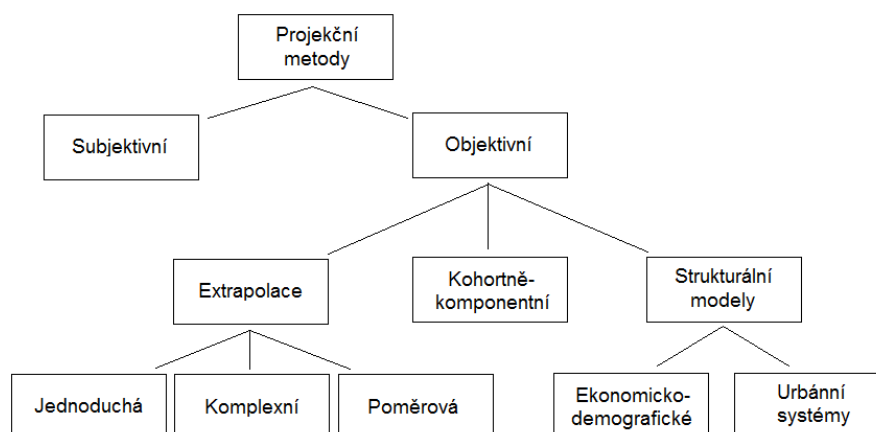 Projekční
metody
Subjektivní
Objektivní
Extrapolace
Kohortně-
komponentní
Strukturální
modely
Jednoduchá
Komplexní
Poměrová
Ekonomicko-
demografické
Urbánní
systémy